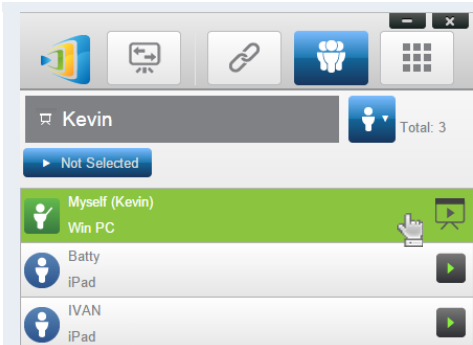 Kevin
Total: 3
Not Selected
Myself (Kevin)
Win PC
Batty
iPad
IVAN
iPad